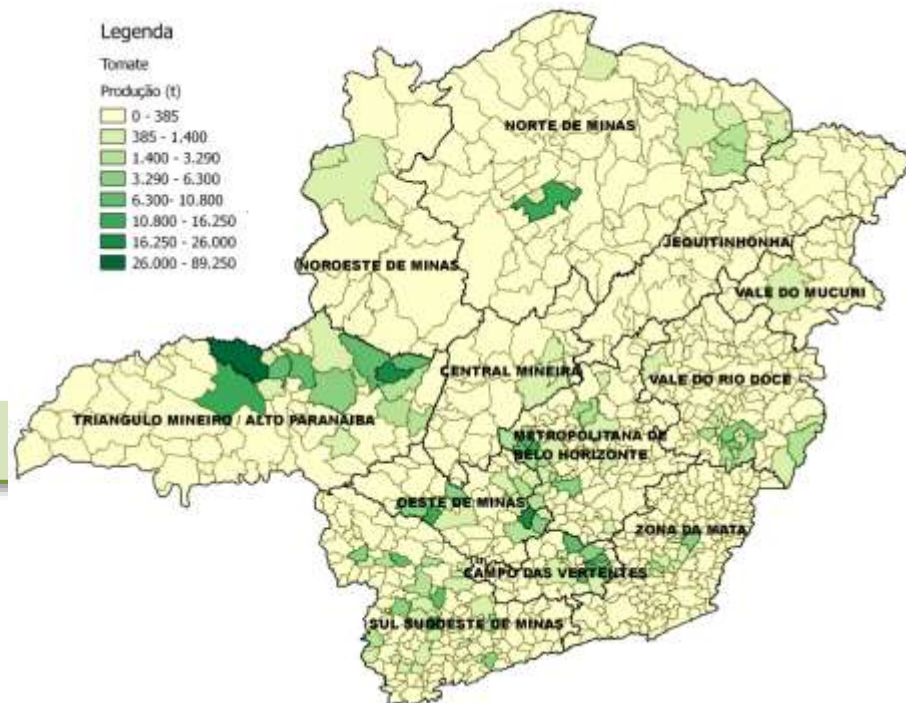 Legenda
Tomate
Produção (t)
0 - 385
385 - 1.400
1.400 - 3.290
3.290 - 6.300
6.300- 10.800
10.800 - 16.250
16.250 - 26.000
26.000 - 89.250
NORTE DE MINAS
JEQUITINHONHA
NOROESTE DE MINAS
VALE DO MUCURI
CENTRAL MINEIRA
VALE DO RIO DOCE
TRIANGULO MINEIRO / ALTO PARANAIBA
METROPOLITANA DE
BELO HORIZONTE
OESTE DE MINAS
ZONA DA MATA
CAMPO DAS VERTENTES
SUL SUDOESTE DE MINAS